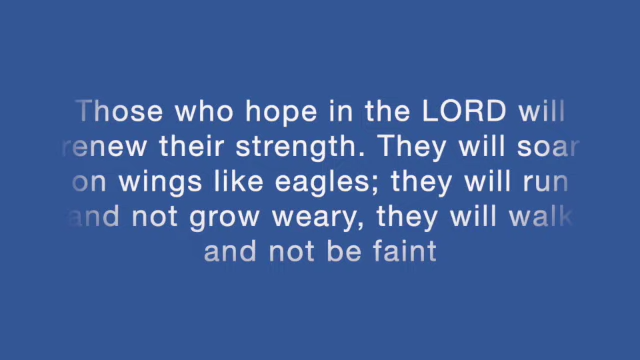 Those who hope in the LORD will
renew their strength. They will soar
on wings like eagles; they will run
and not grow weary, they will walk
and not be faint